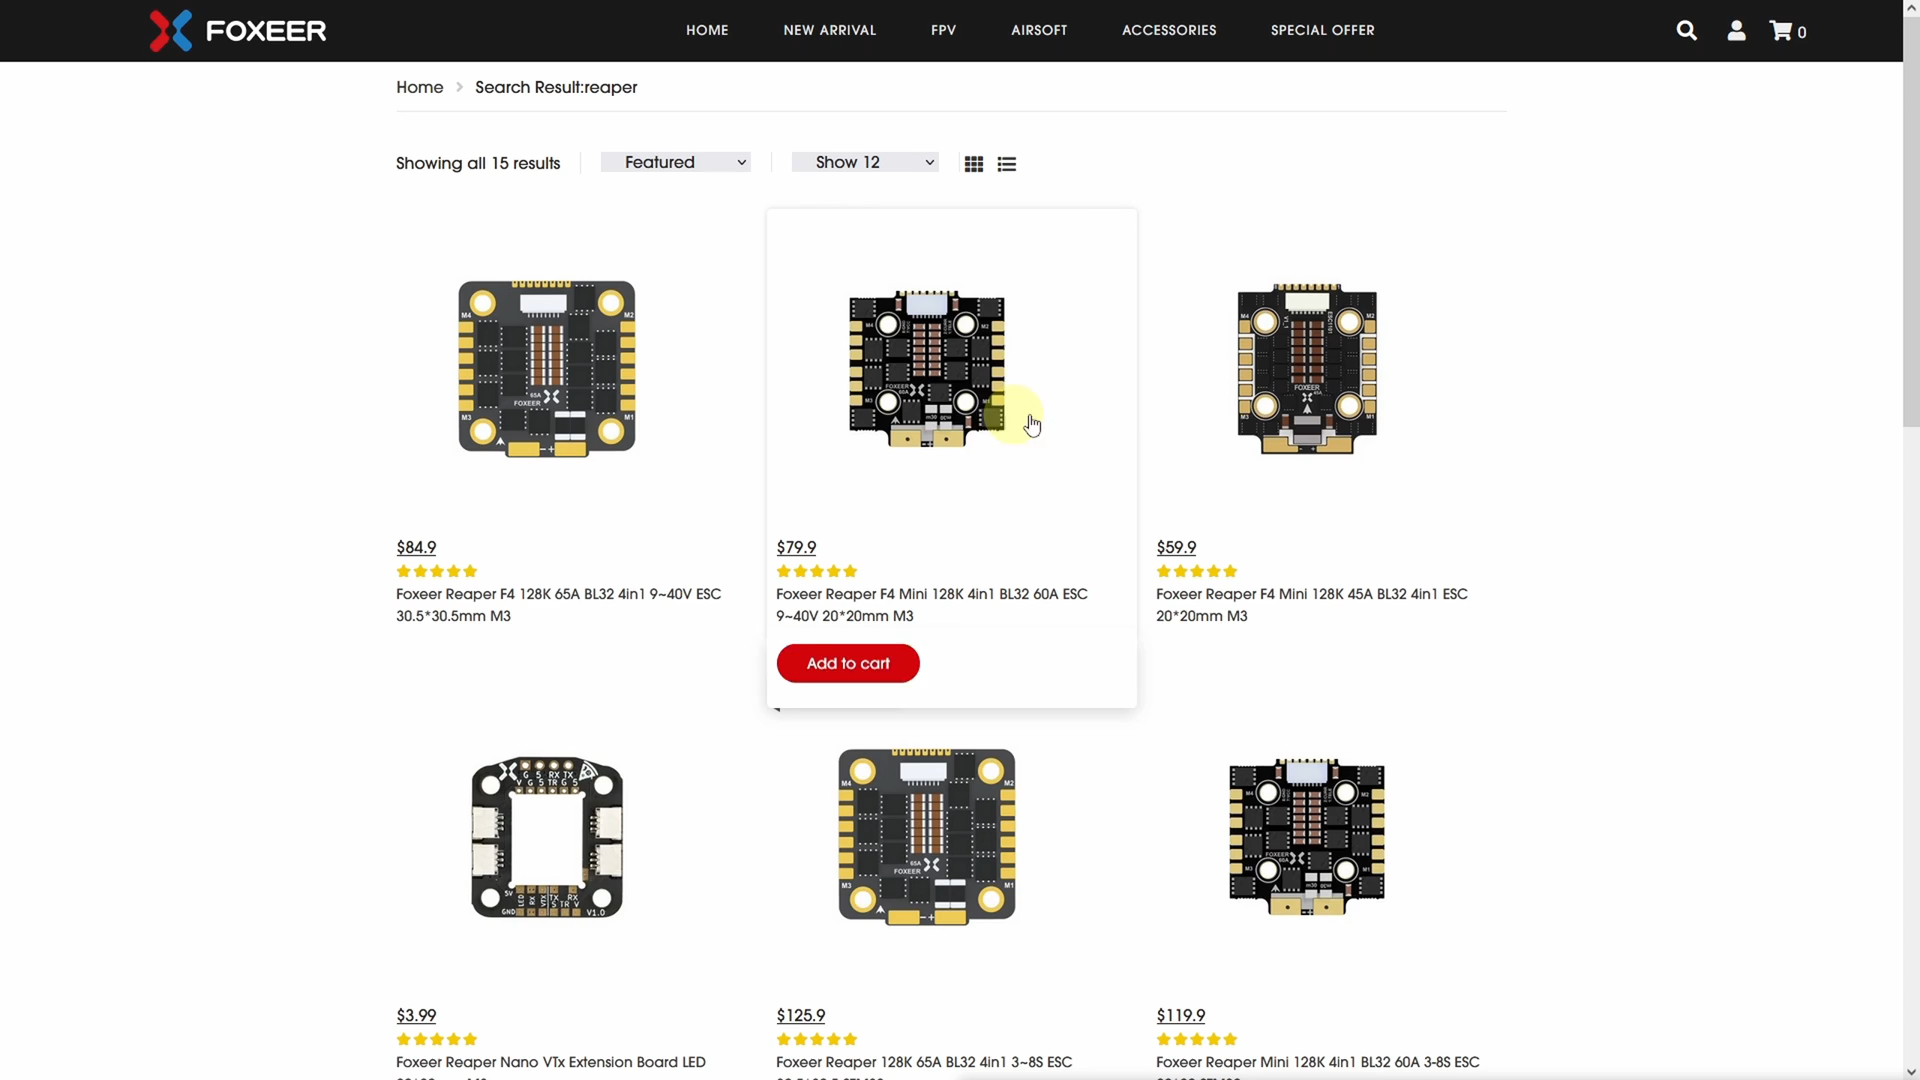 FOXEER
HOME
NEW ARRIVAL
FPV
AIRSOFT
ACCESSORIES
SPECIAL OFFER
0
Home
Search Result:reaper
Showing all 15 results
Featured
Show 12
$84.9
Foxeer Reaper F4 128K 65A BL32 4in1 9~40V ESC
30.5*30.5mm M3
$79.9
Foxeer Reaper F4 Mini 128K 4in1 BL32 60A ESC
9~40V 20*20mm M3
Add to cart
$59.9
Foxeer Reaper F4 Mini 128K 45A BL32 4in1 ESC
20*20mm M3
$3.99
Foxeer Reaper Nano VTx Extension Board LED
$125.9
Foxeer Reaper 128K 65A BL32 4in1 3~8S ESC
$119.9
Foxeer Reaper Mini 128K 4in1 BL32 60A 3-8S ESC